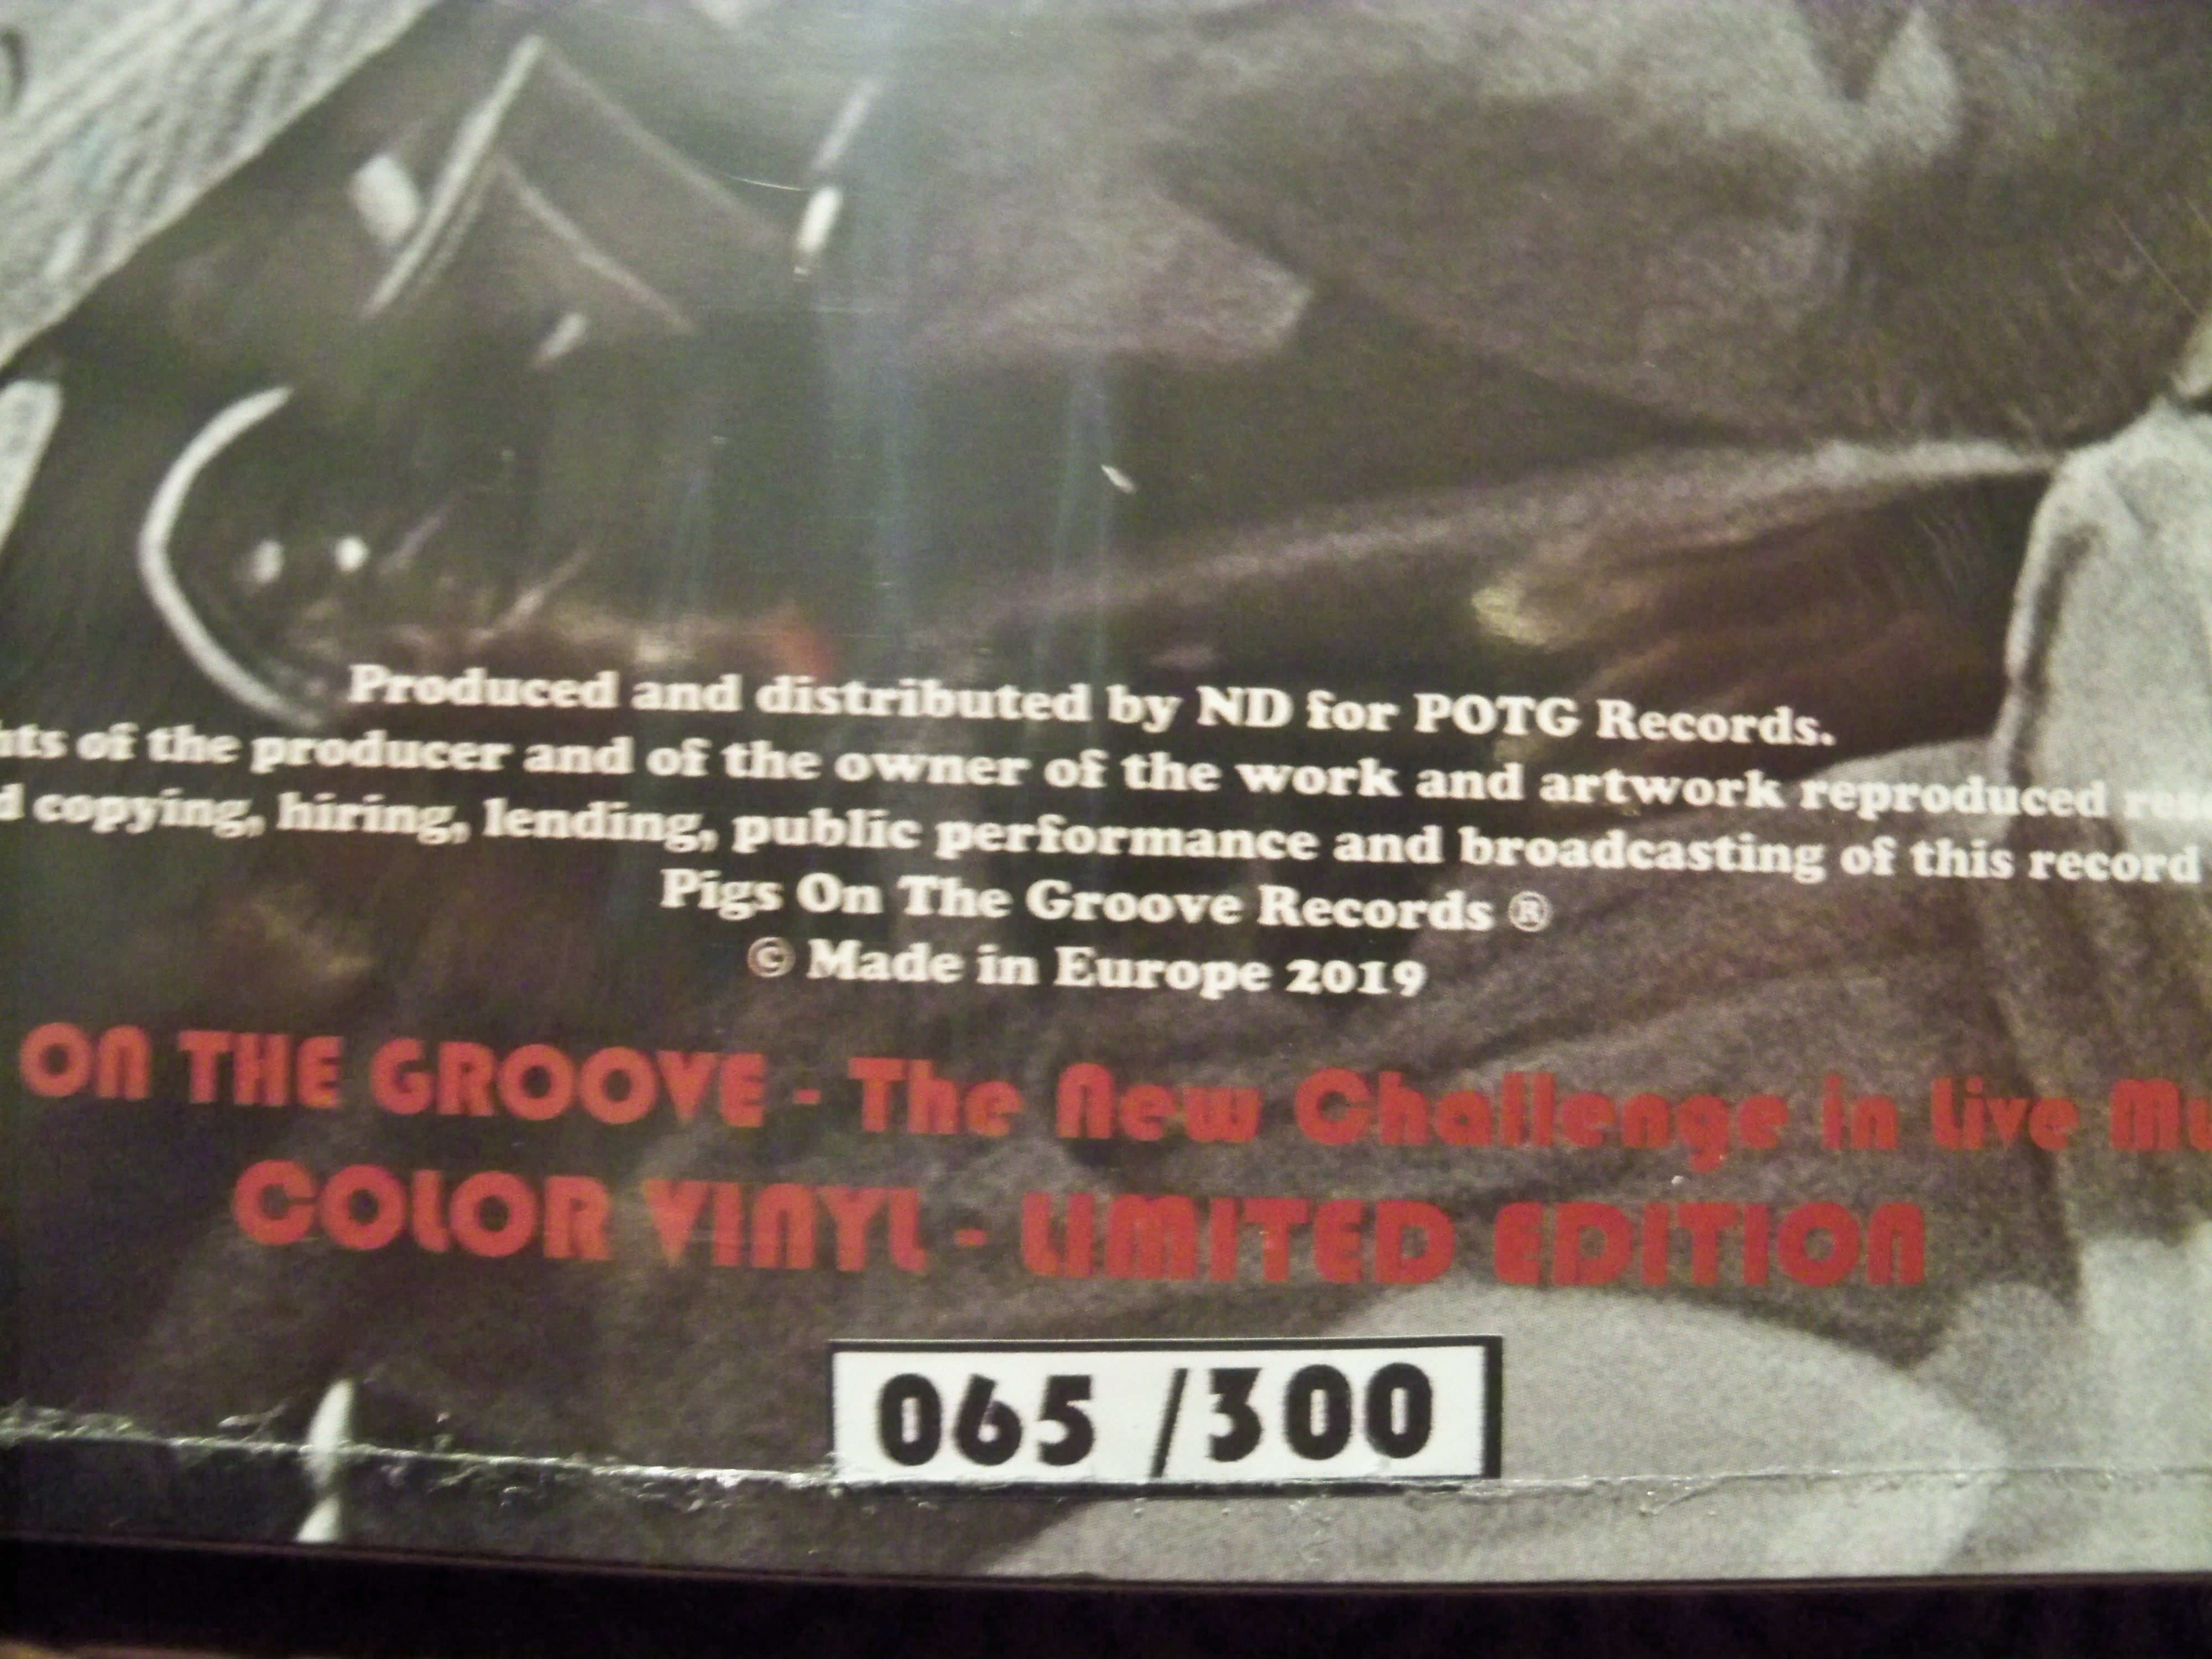 Produced and distributed by ND for POTG Records.
of the producer and of the owner of the work and artwork reproduced
copying, hiring, lending, public performance and broadcasting of this record
Pigs On The Groove Records ®
© Made in Europe 2019
ON THE GROOVE - The New Challenge in Live
COLOR VINYL - LIMITED EDITION
065 /300